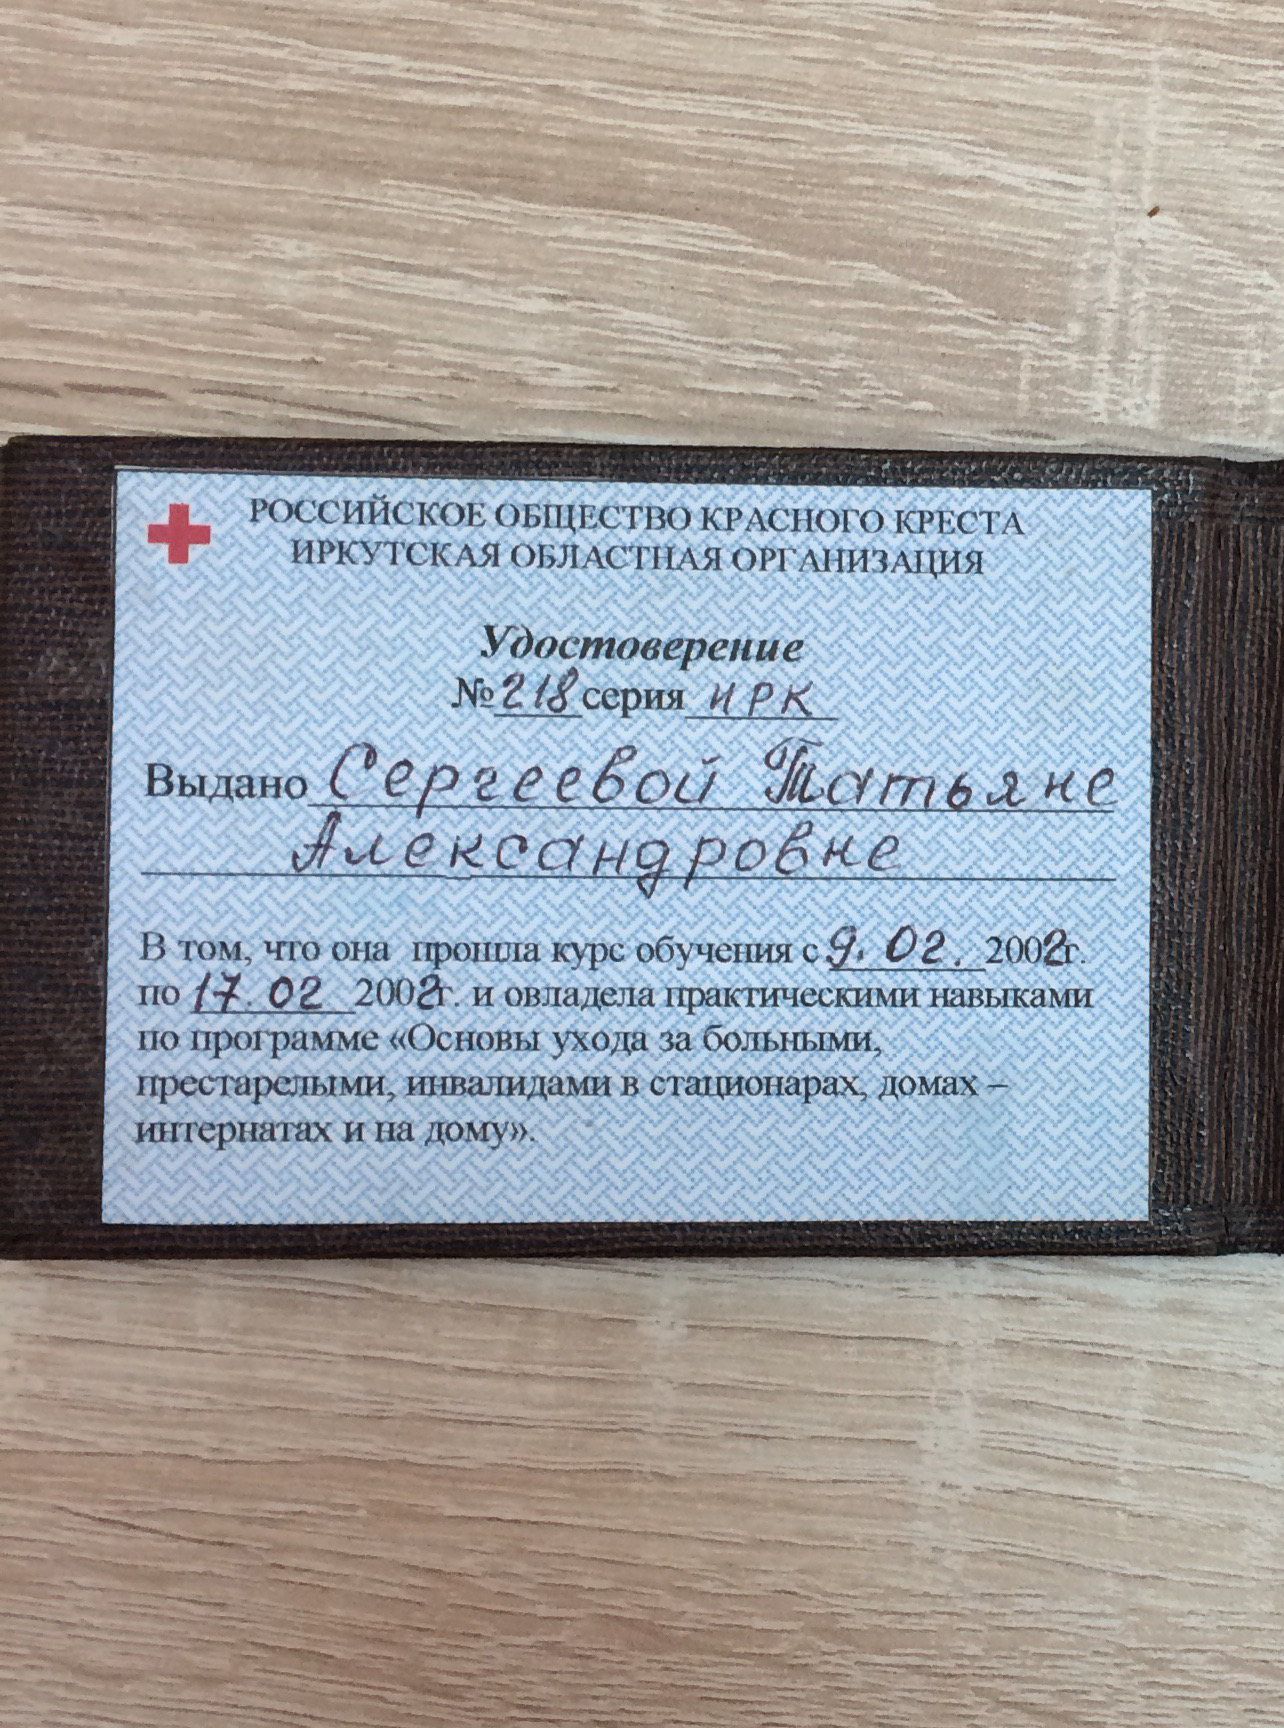 РОССИЙСКОЕ ОБЩЕСТВО КРАСНОГО КРЕСТА
ИРКУТСКАЯ ОБЛАСТНАЯ ОРГАНИЗАЦИЯ
Удостоверение
№ 218 серия ИРК
Выдано Сергеевой Татьяне
Александровне
В том, что она прошла курс обучения с 9. 02. 2002г.
по 17. 02 2002г. и овладела практическими навыками
по программе «Основы ухода за больными,
престарелыми, инвалидами в стационарах, домах –
интернатах и на дому».